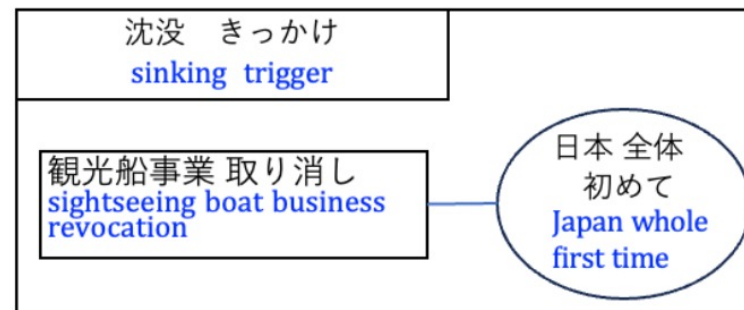 沈没　きっかけ
sinking trigger
観光船事業 取り消し
sightseeing boat business
revocation
日本 全体
初めて
Japan whole
first time